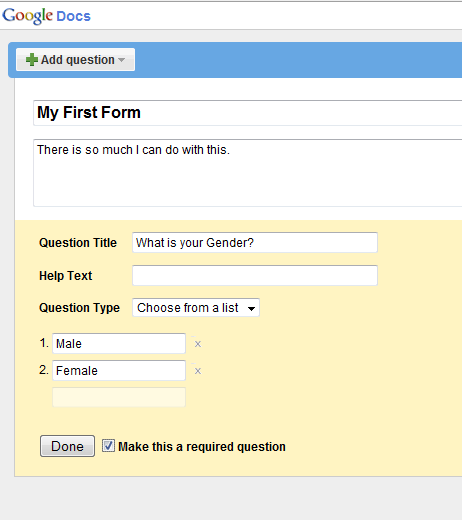 Google Docs
Add question
My First Form
There is so much I can do with this.
Question Title What is your Gender?
Help Text
Question Type Choose from a list
1. Male x
2. Female x
Done Make this a required question